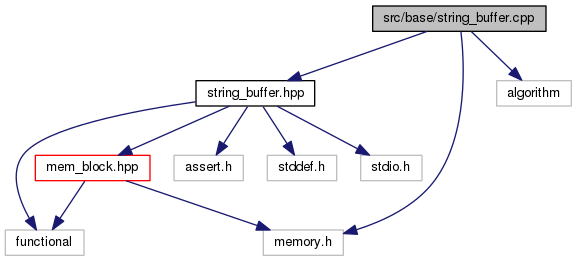 src/base/string_buffer.cpp
string_buffer.hpp
algorithm
mem_block.hpp
assert.h
stddef.h
stdio.h
functional
memory.h